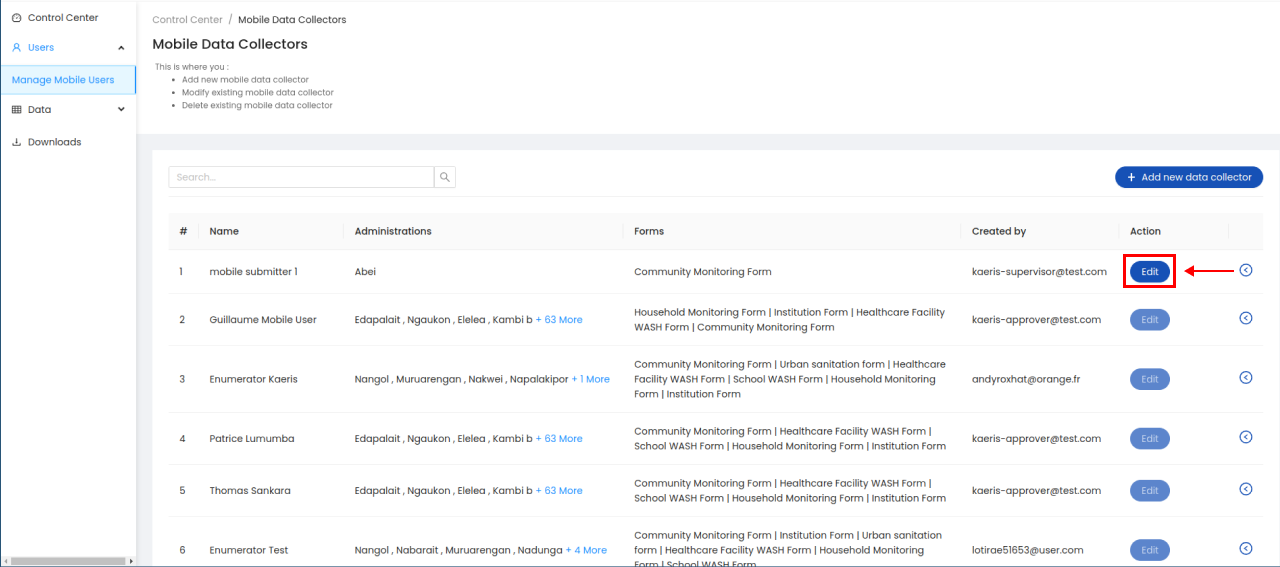 Control Center
Users
Manage Mobile Users
Data
Downloads
Control Center / Mobile Data Collectors
Mobile Data Collectors
This is where you :
• Add new mobile data collector
• Modify existing mobile data collector
• Delete existing mobile data collector
Search...
+ Add new data collector
# Name Administrations Forms Created by Action
1 mobile submitter 1 Abei Community Monitoring Form kaeris-supervisor@test.com Edit
2 Guillaume Mobile User Edapalait , Ngaukon , Elelea , Kambi b + 63 More Household Monitoring Form | Institution Form | Healthcare Facility
WASH Form | Community Monitoring Form kaeris-approver@test.com Edit
3 Enumerator Kaeris Nangol , Muruarengan , Nakwei , Napalakipor + 1 More Community Monitoring Form | Urban sanitation form | Healthcare
Facility WASH Form | School WASH Form | Household Monitoring
Form | Institution Form andyroxhat@orange.fr Edit
4 Patrice Lumumba Edapalait , Ngaukon , Elelea , Kambi b + 63 More Community Monitoring Form | Healthcare Facility WASH Form |
School WASH Form | Household Monitoring Form | Institution Form kaeris-approver@test.com Edit
5 Thomas Sankara Edapalait , Ngaukon , Elelea , Kambi b + 63 More Community Monitoring Form | Healthcare Facility WASH Form |
School WASH Form | Household Monitoring Form | Institution Form kaeris-approver@test.com Edit
6 Enumerator Test Nangol , Nabarait , Muruarengan , Nadunga + 4 More Community Monitoring Form | Institution Form | Urban sanitation
form | Healthcare Facility WASH Form | Household Monitoring
Form | School WASH Form lotirae51653@user.com Edit